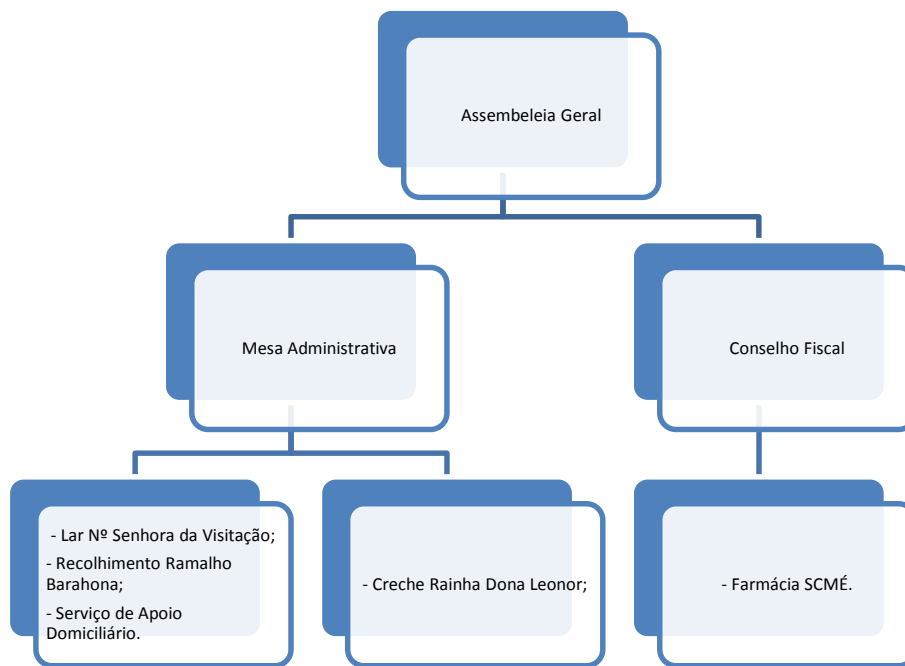 Assembeleia Geral
Mesa Administrativa
Conselho Fiscal
- Lar Nº Senhora da Visitação;
- Recolhimento Ramalho
Barahona;
- Serviço de Apoio
Domiciliário.
- Creche Rainha Dona Leonor;
- Farmácia SCMÉ.